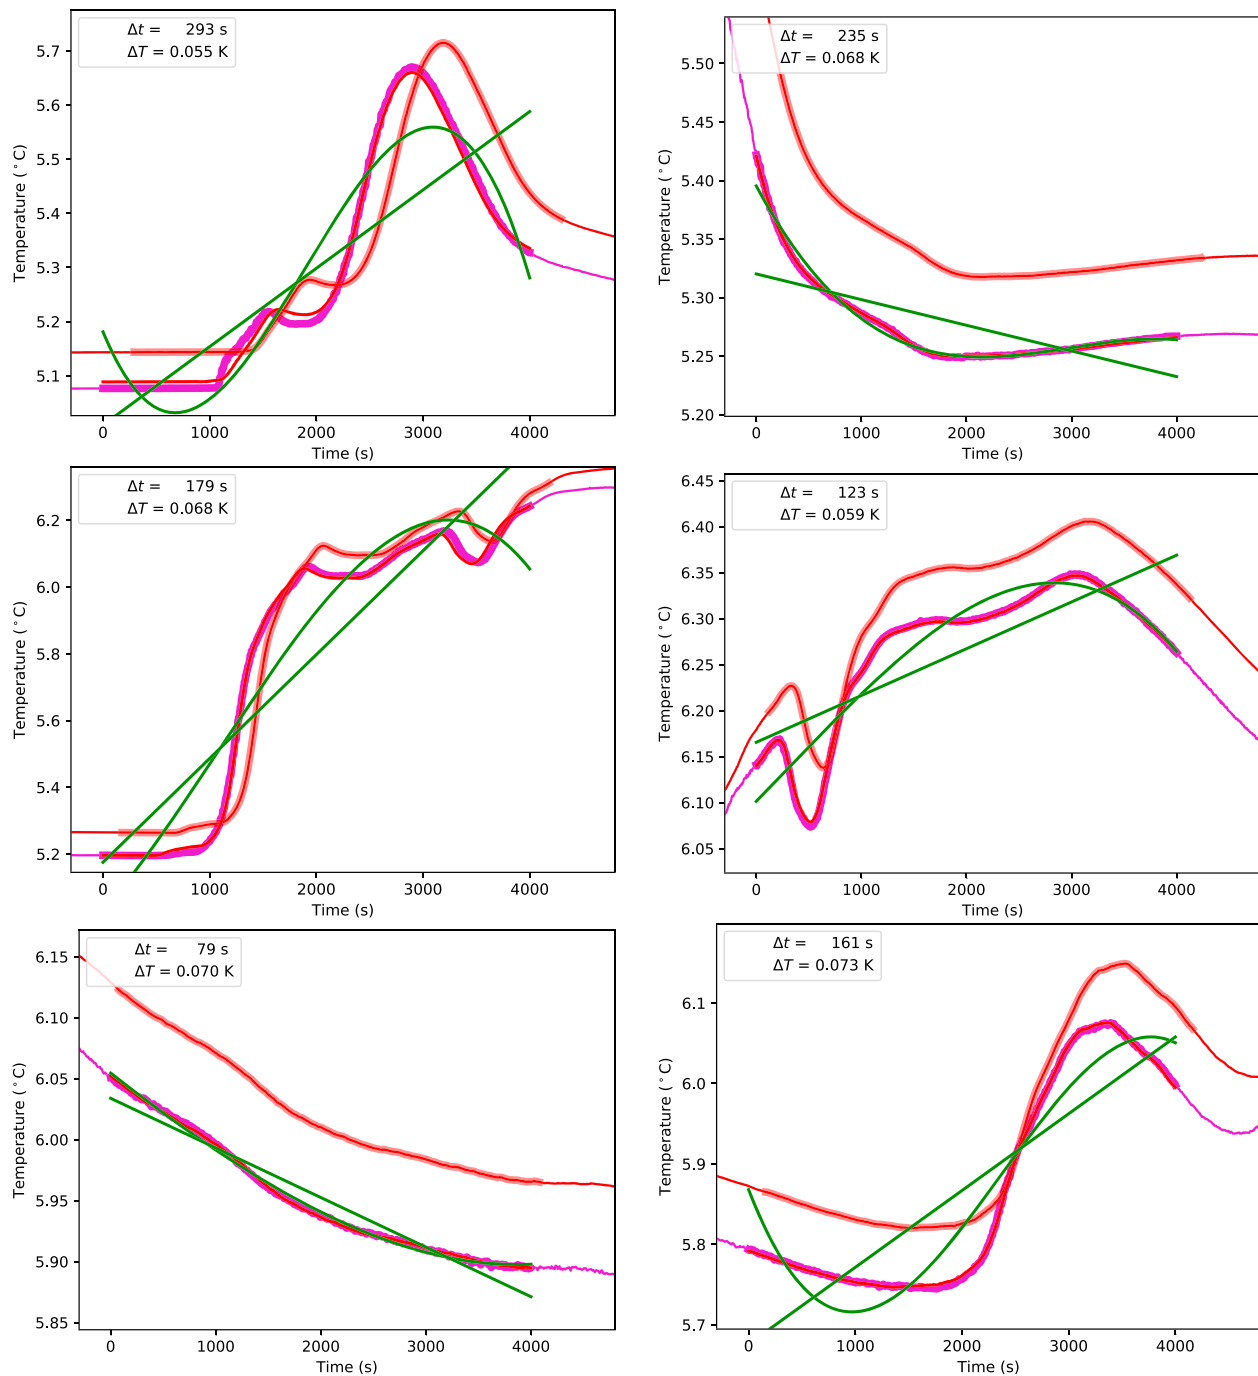 Δt = 293 s
ΔT = 0.055 K
5.7
5.6
5.5
5.4
5.3
5.2
5.1
Temperature (°C)
0 1000 2000 3000 4000
Time (s)
Δt = 235 s
ΔT = 0.068 K
5.50
5.45
5.40
5.35
5.30
5.25
5.20
Temperature (°C)
0 1000 2000 3000 4000
Time (s)
Δt = 179 s
ΔT = 0.068 K
6.2
6.0
5.8
5.6
5.4
5.2
Temperature (°C)
0 1000 2000 3000 4000
Time (s)
Δt = 123 s
ΔT = 0.059 K
6.45
6.40
6.35
6.30
6.25
6.20
6.15
6.10
6.05
Temperature (°C)
0 1000 2000 3000 4000
Time (s)
Δt = 79 s
ΔT = 0.070 K
6.15
6.10
6.05
6.00
5.95
5.90
5.85
Temperature (°C)
0 1000 2000 3000 4000
Time (s)
Δt = 161 s
ΔT = 0.073 K
6.1
6.0
5.9
5.8
5.7
Temperature (°C)
0 1000 2000 3000 4000
Time (s)